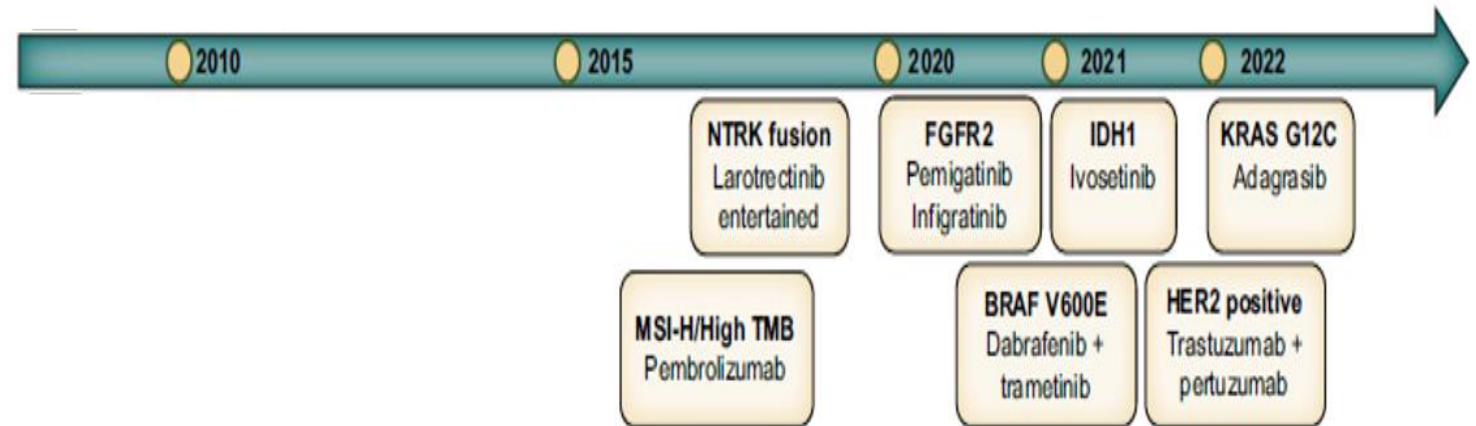 2010
2015
2020
2021
2022
NTRK fusion
Larotrectinib
entertained
FGFR2
Pemigatinib
Infigratinib
IDH1
Ivosetinib
KRAS G12C
Adagrasib
MSI-H/High TMB
Pembrolizumab
BRAF V600E
Dabrafenib +
trametinib
HER2 positive
Trastuzumab +
pertuzumab